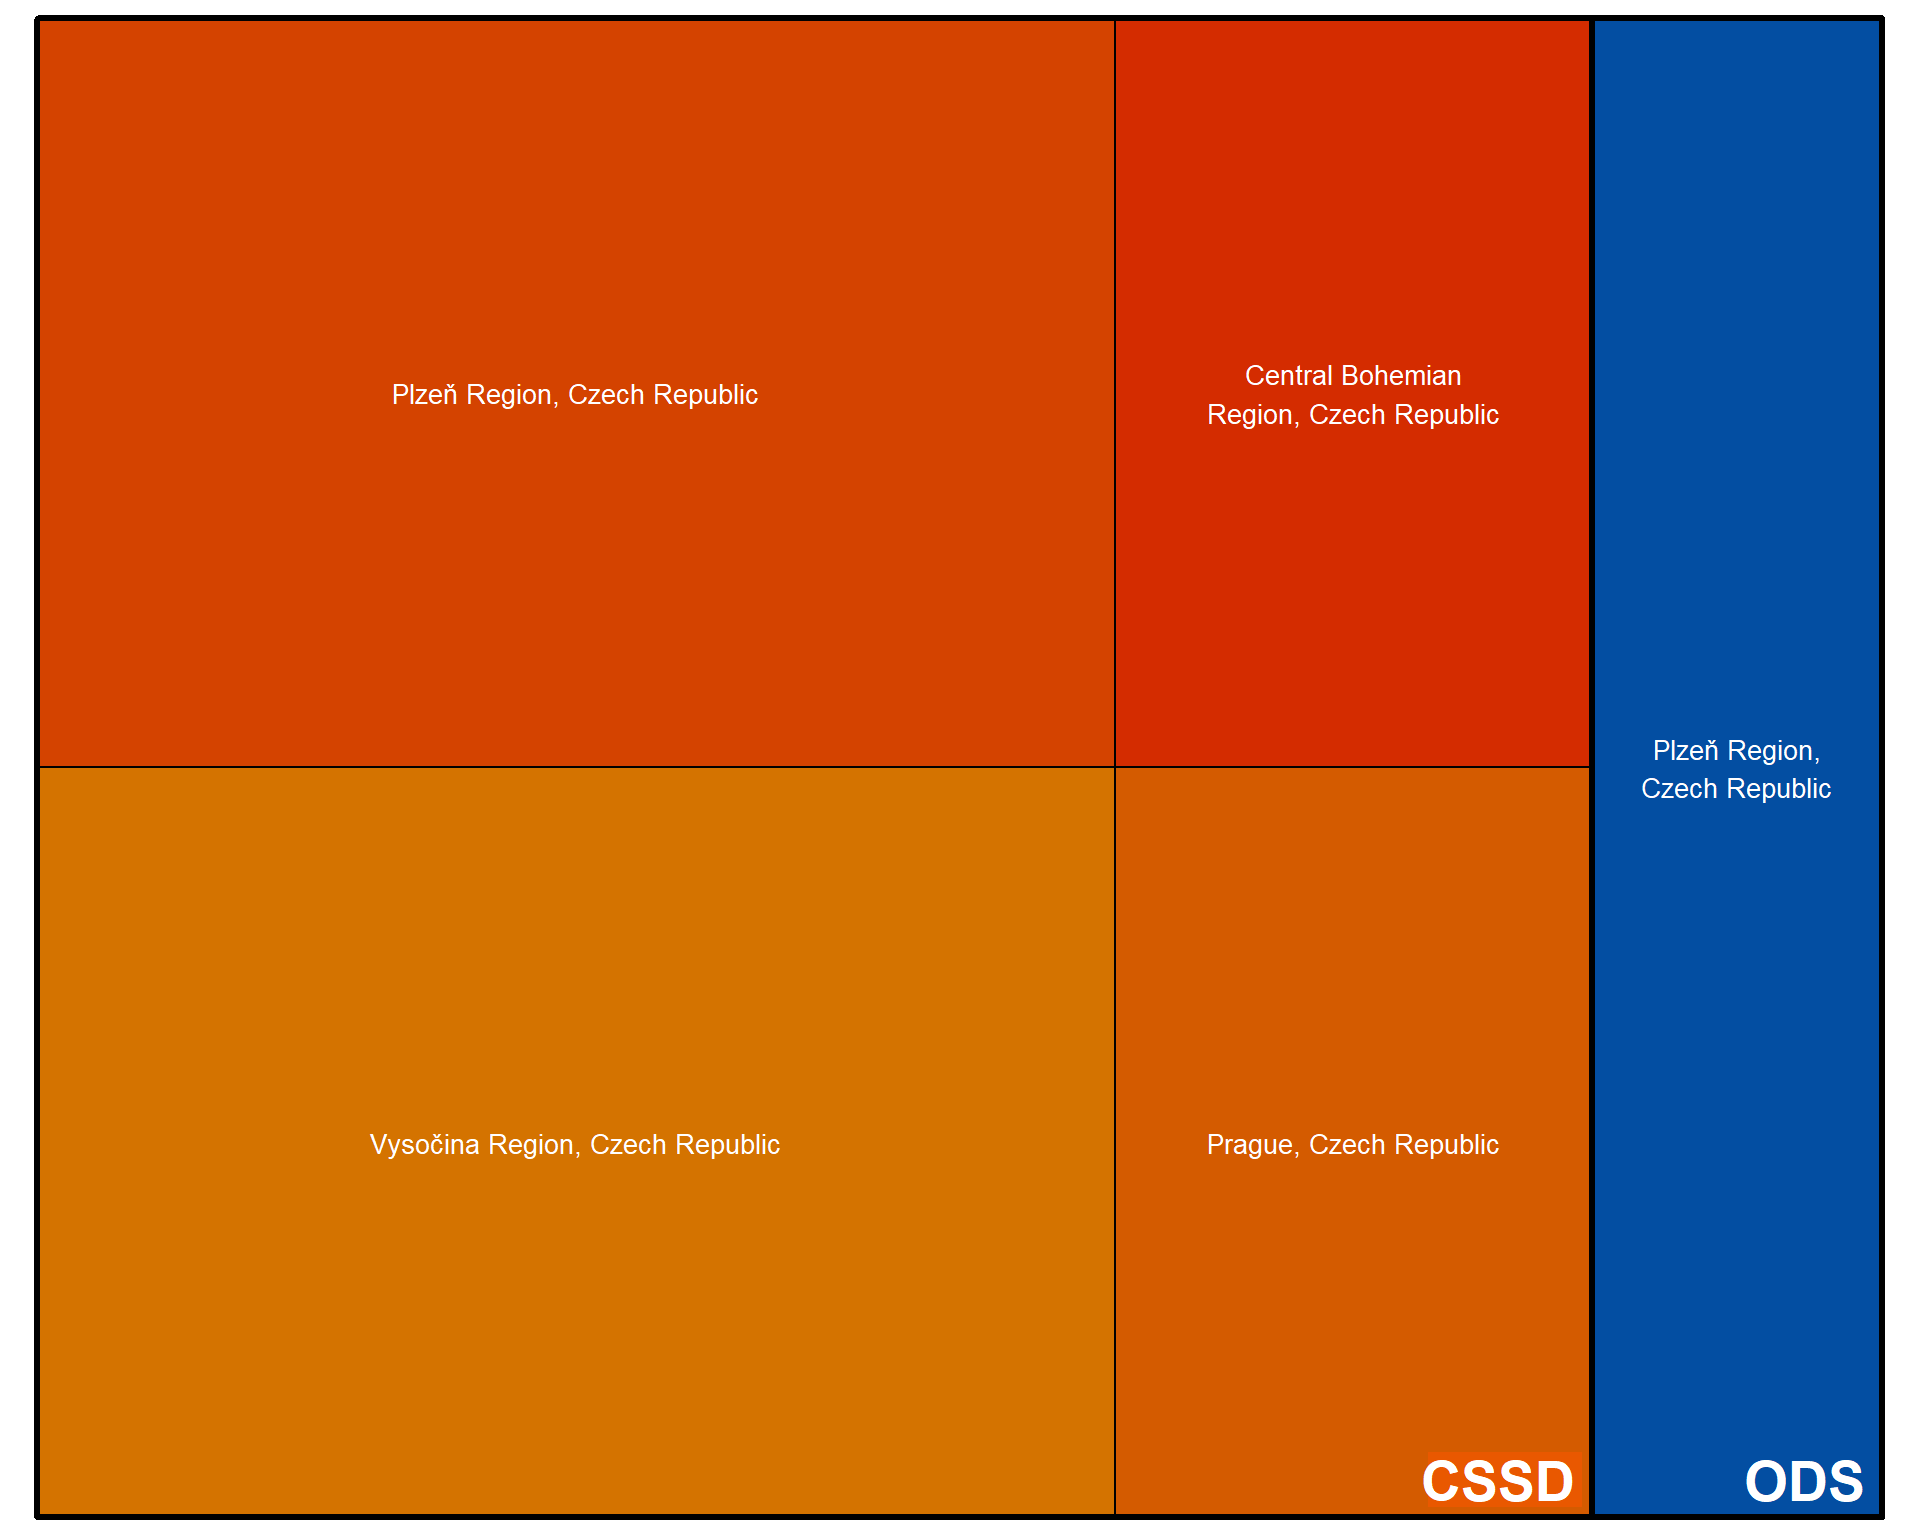 Plzeň Region, Czech Republic
Central Bohemian
Region, Czech Republic
Plzeň Region,
Czech Republic
Vysočina Region, Czech Republic
Prague, Czech Republic
CSSD
ODS